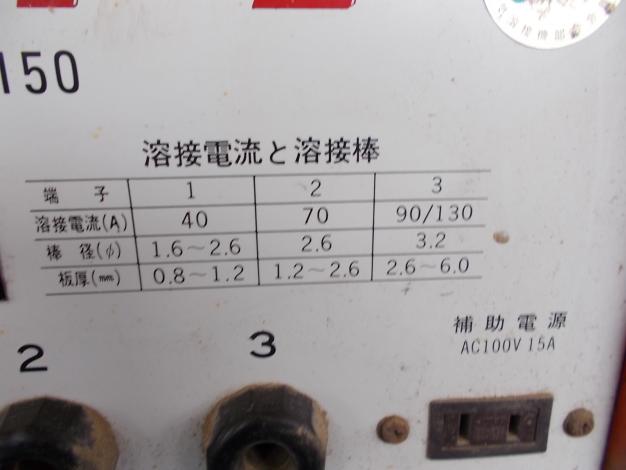 150
溶接電流と溶接棒
端 子 1 2 3
溶接電流(A) 40 70 90/130
棒 径(φ) 1.6～2.6 2.6 3.2
板厚(mm) 0.8～1.2 1.2～2.6 2.6～6.0
補助電源
AC100V 15A
2
3